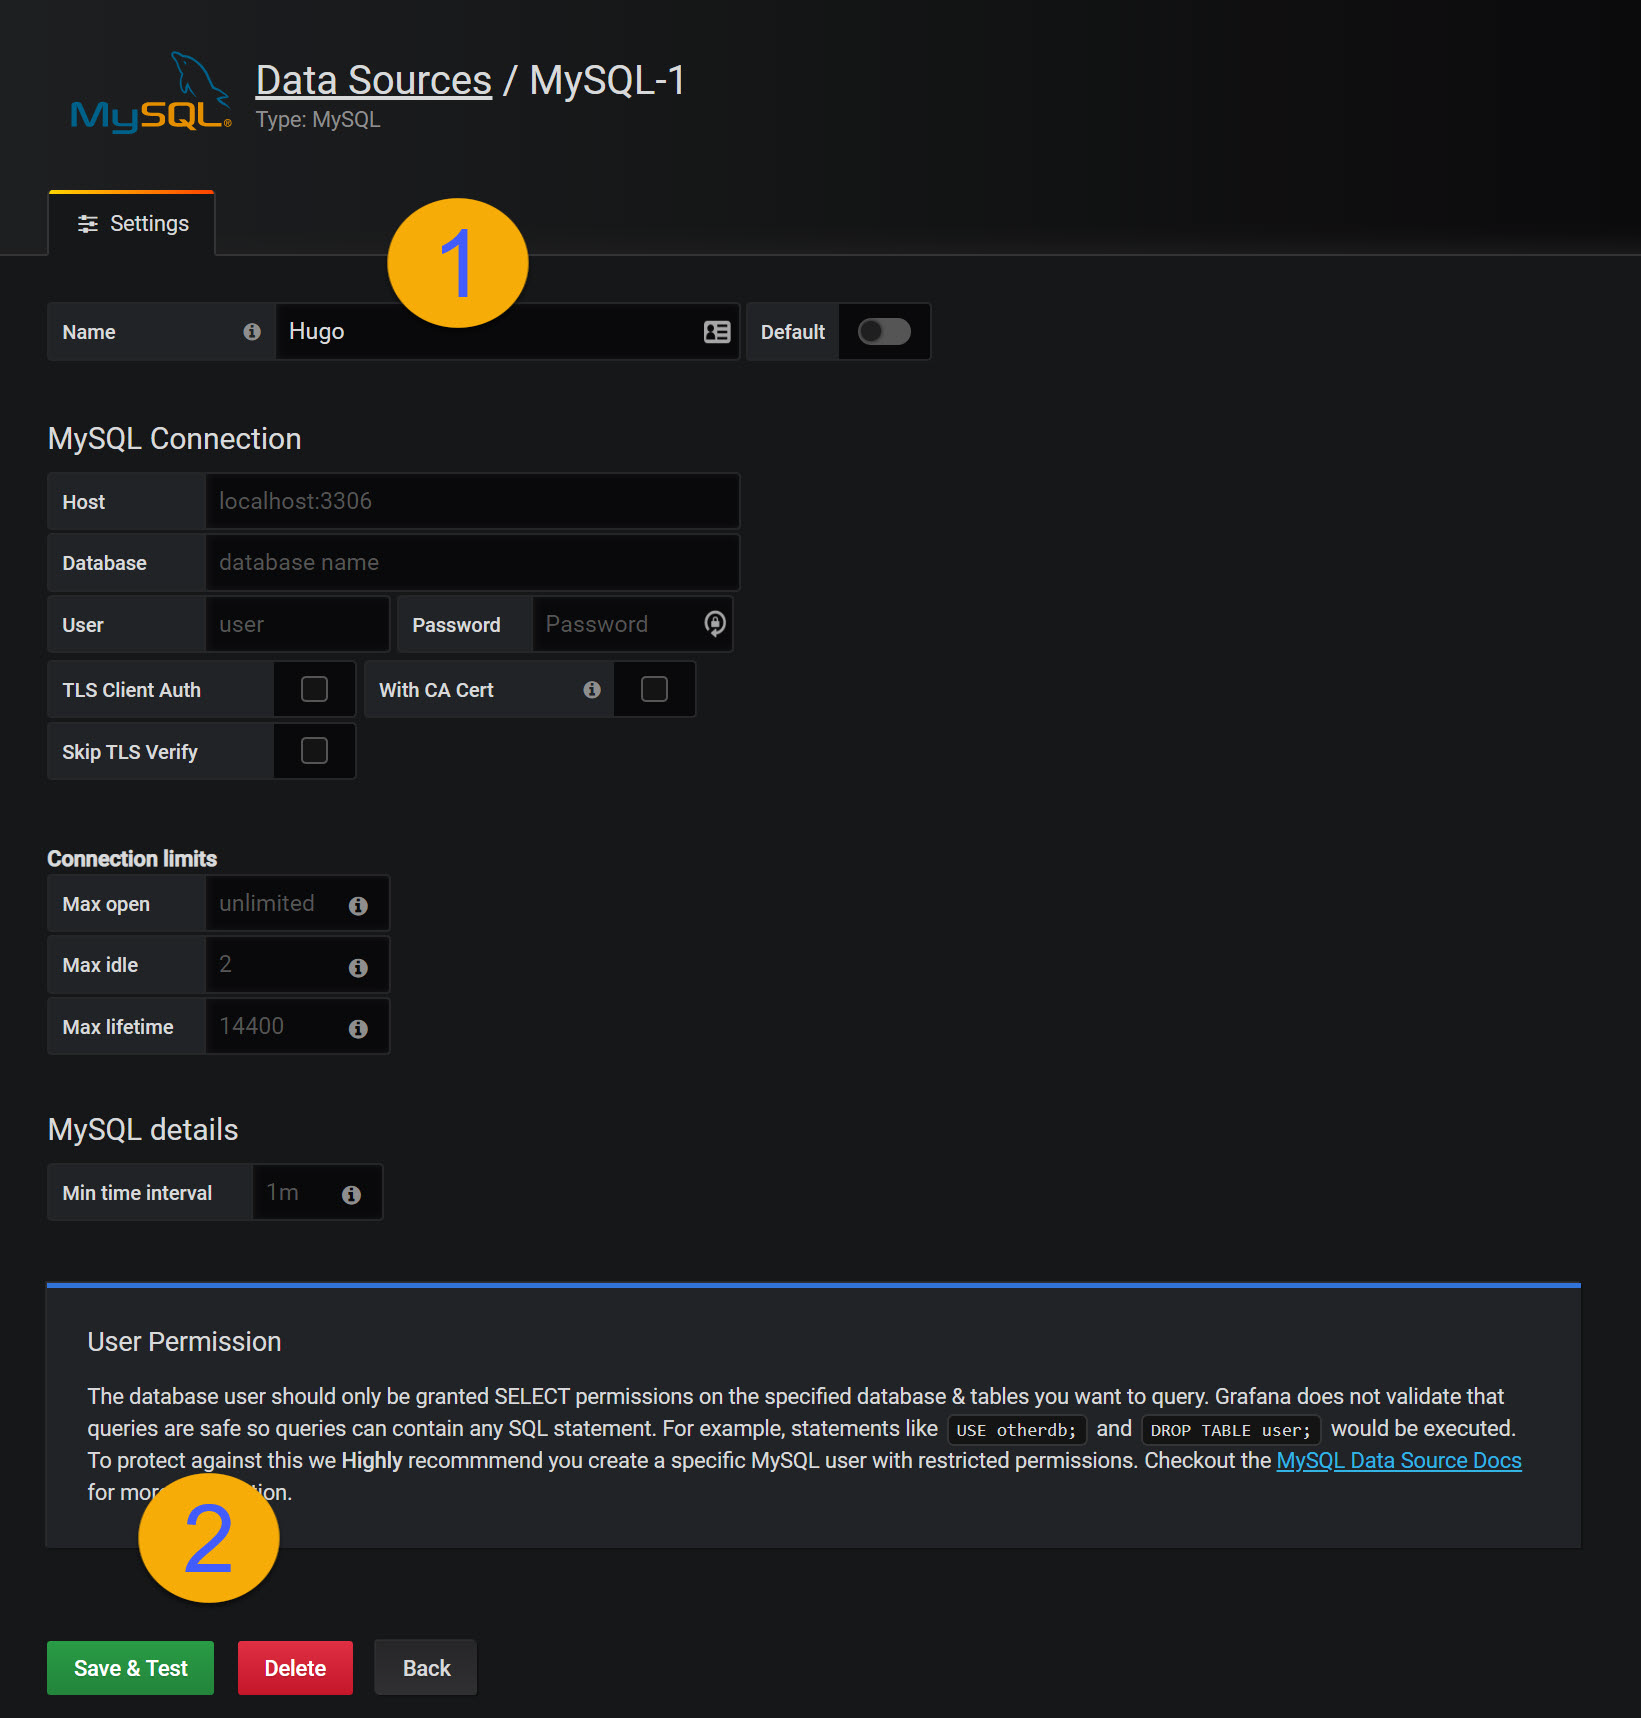 MySQL®
Data Sources / MySQL-1
Type: MySQL
Settings
1
Name Hugo Default
MySQL Connection
Host localhost:3306
Database database name
User user Password Password
TLS Client Auth With CA Cert
Skip TLS Verify
Connection limits
Max open unlimited
Max idle 2
Max lifetime 14400
MySQL details
Min time interval 1m
User Permission
The database user should only be granted SELECT permissions on the specified database & tables you want to query. Grafana does not validate that
queries are safe so queries can contain any SQL statement. For example, statements like USE otherdb; and DROP TABLE user; would be executed.
To protect against this we Highly recommmend you create a specific MySQL user with restricted permissions. Checkout the MySQL Data Source Docs
for
2
Save & Test Delete Back